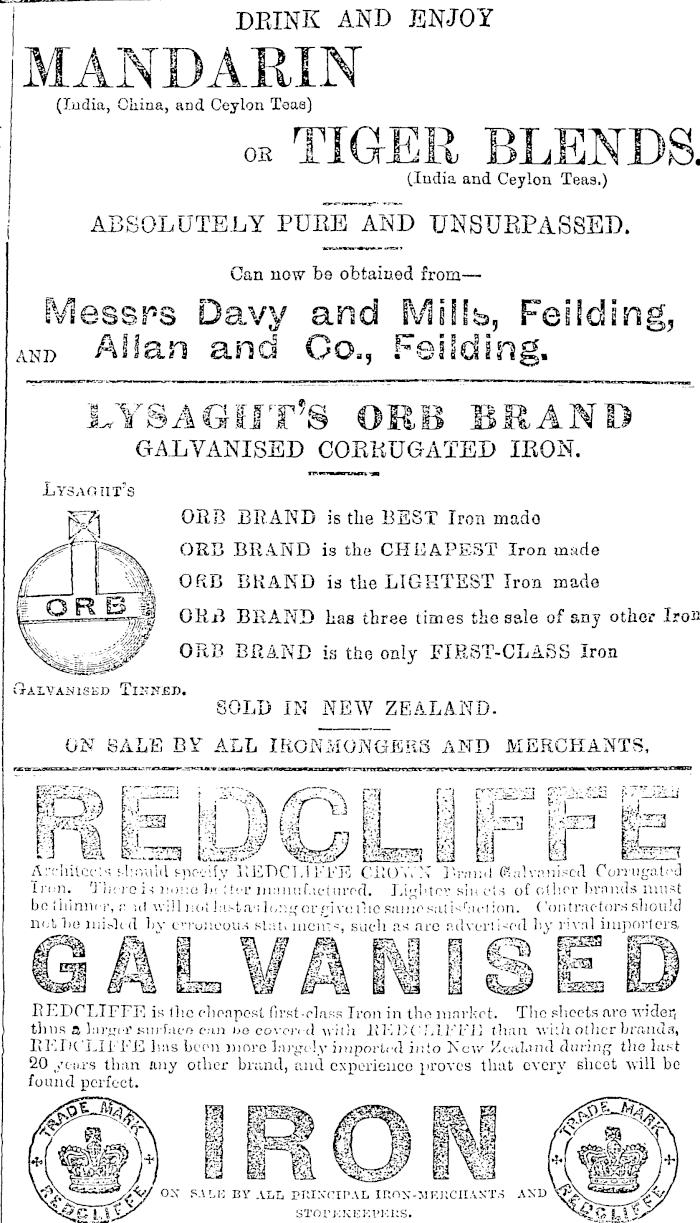 DRINK AND ENJOY
MANDARIN
(India, China, and Ceylon Teas)
OR TIGER BLENDS.
(India and Ceylon Teas.)
ABSOLUTELY PURE AND UNSURPASSED.
Can now be obtained from—
Messrs Davy and Mills, Feilding,
AND Allan and Co., Feilding.
LYSAGHT'S ORB BRAND
GALVANISED CORRUGATED IRON.
LYSAGHT'S
ORB
GALVANISED TINNED.
ORB BRAND is the BEST Iron made
ORB BRAND is the CHEAPEST Iron made
ORB BRAND is the LIGHTEST Iron made
ORB BRAND has three times the sale of any other Iron
ORB BRAND is the only FIRST-CLASS Iron
SOLD IN NEW ZEALAND.
ON SALE BY ALL IRONMONGERS AND MERCHANTS,
REDCLIFFE
Architects should specify REDCLIFFE CROWN Brand Galvanised Corrugated
Iron. There is none better manufactured. Lighter sheets of other brands must
be thinner, and will not last as long or give the same satisfaction. Contractors should
not be misled by erroneous statements, such as are advertised by rival importers
GALVANISED
REDCLIFFE is the cheapest first-class Iron in the market. The sheets are wider,
thus a larger surface can be covered with REDCLIFFE than with other brands,
REDCLIFFE has been more largely imported into New Zealand during the last
20 years than any other brand, and experience proves that every sheet will be
found perfect.
TRADE MARK
REDCLIFFE
IRON
TRADE MARK
REDCLIFFE
ON SALE BY ALL PRINCIPAL IRON-MERCHANTS AND
STOREKEEPERS.